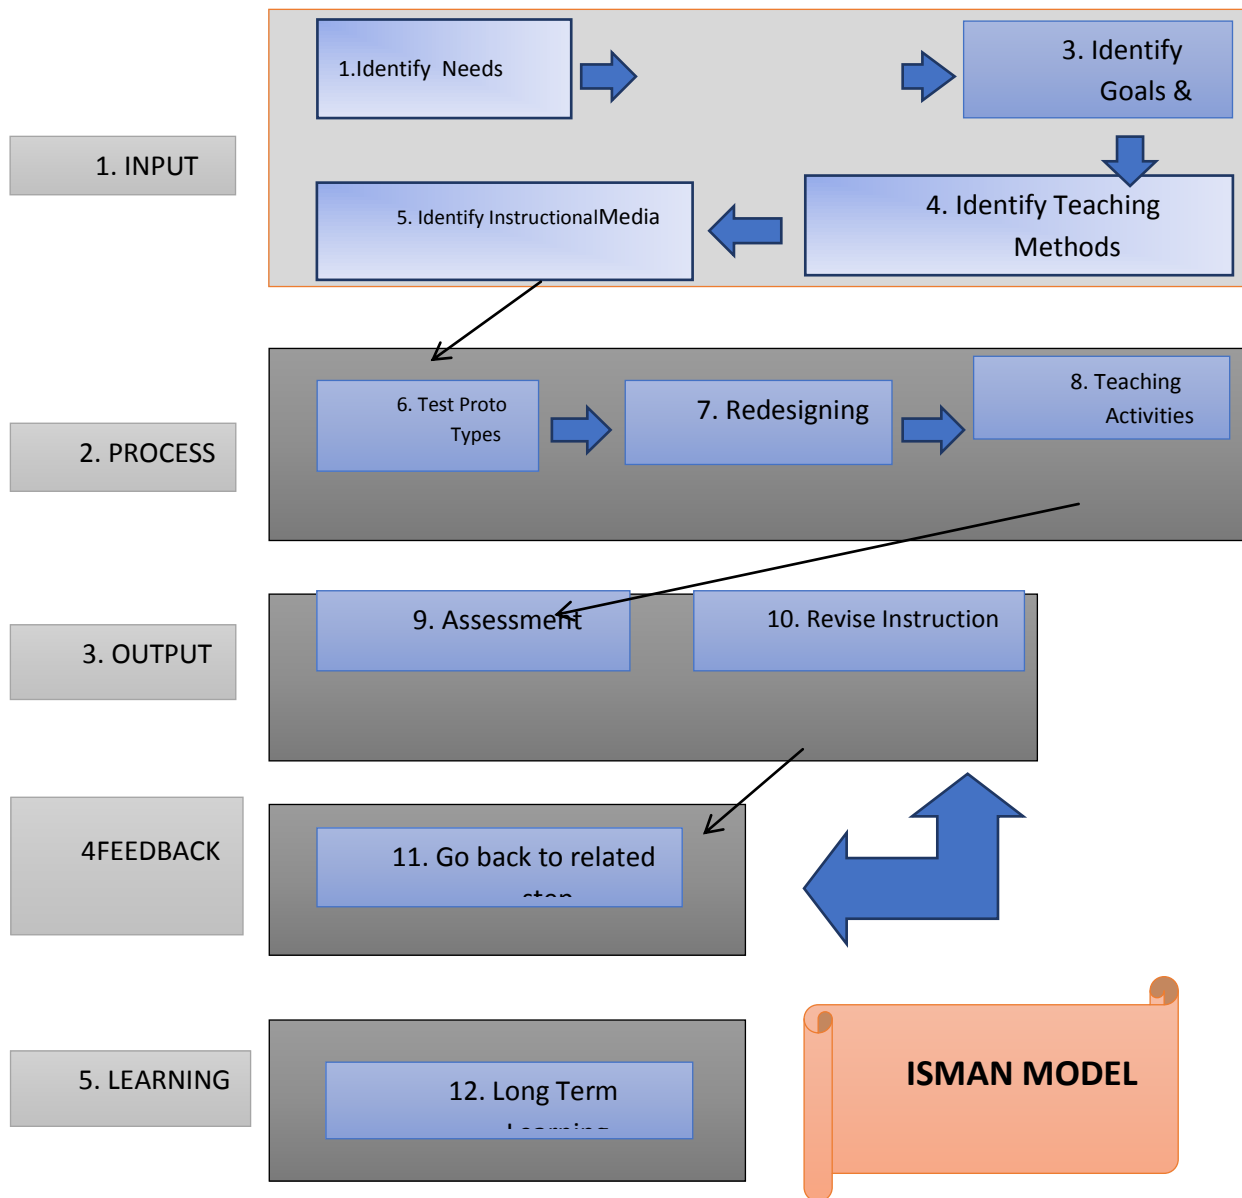 1.Identify Needs
3. Identify
Goals &
1. INPUT
5. Identify InstructionalMedia
4. Identify Teaching
Methods
6. Test Proto
Types
7. Redesigning
8. Teaching
Activities
2. PROCESS
9. Assessment
10. Revise Instruction
3. OUTPUT
4FEEDBACK
11. Go back to related
5. LEARNING
12. Long Term
Learning
ISMAN MODEL